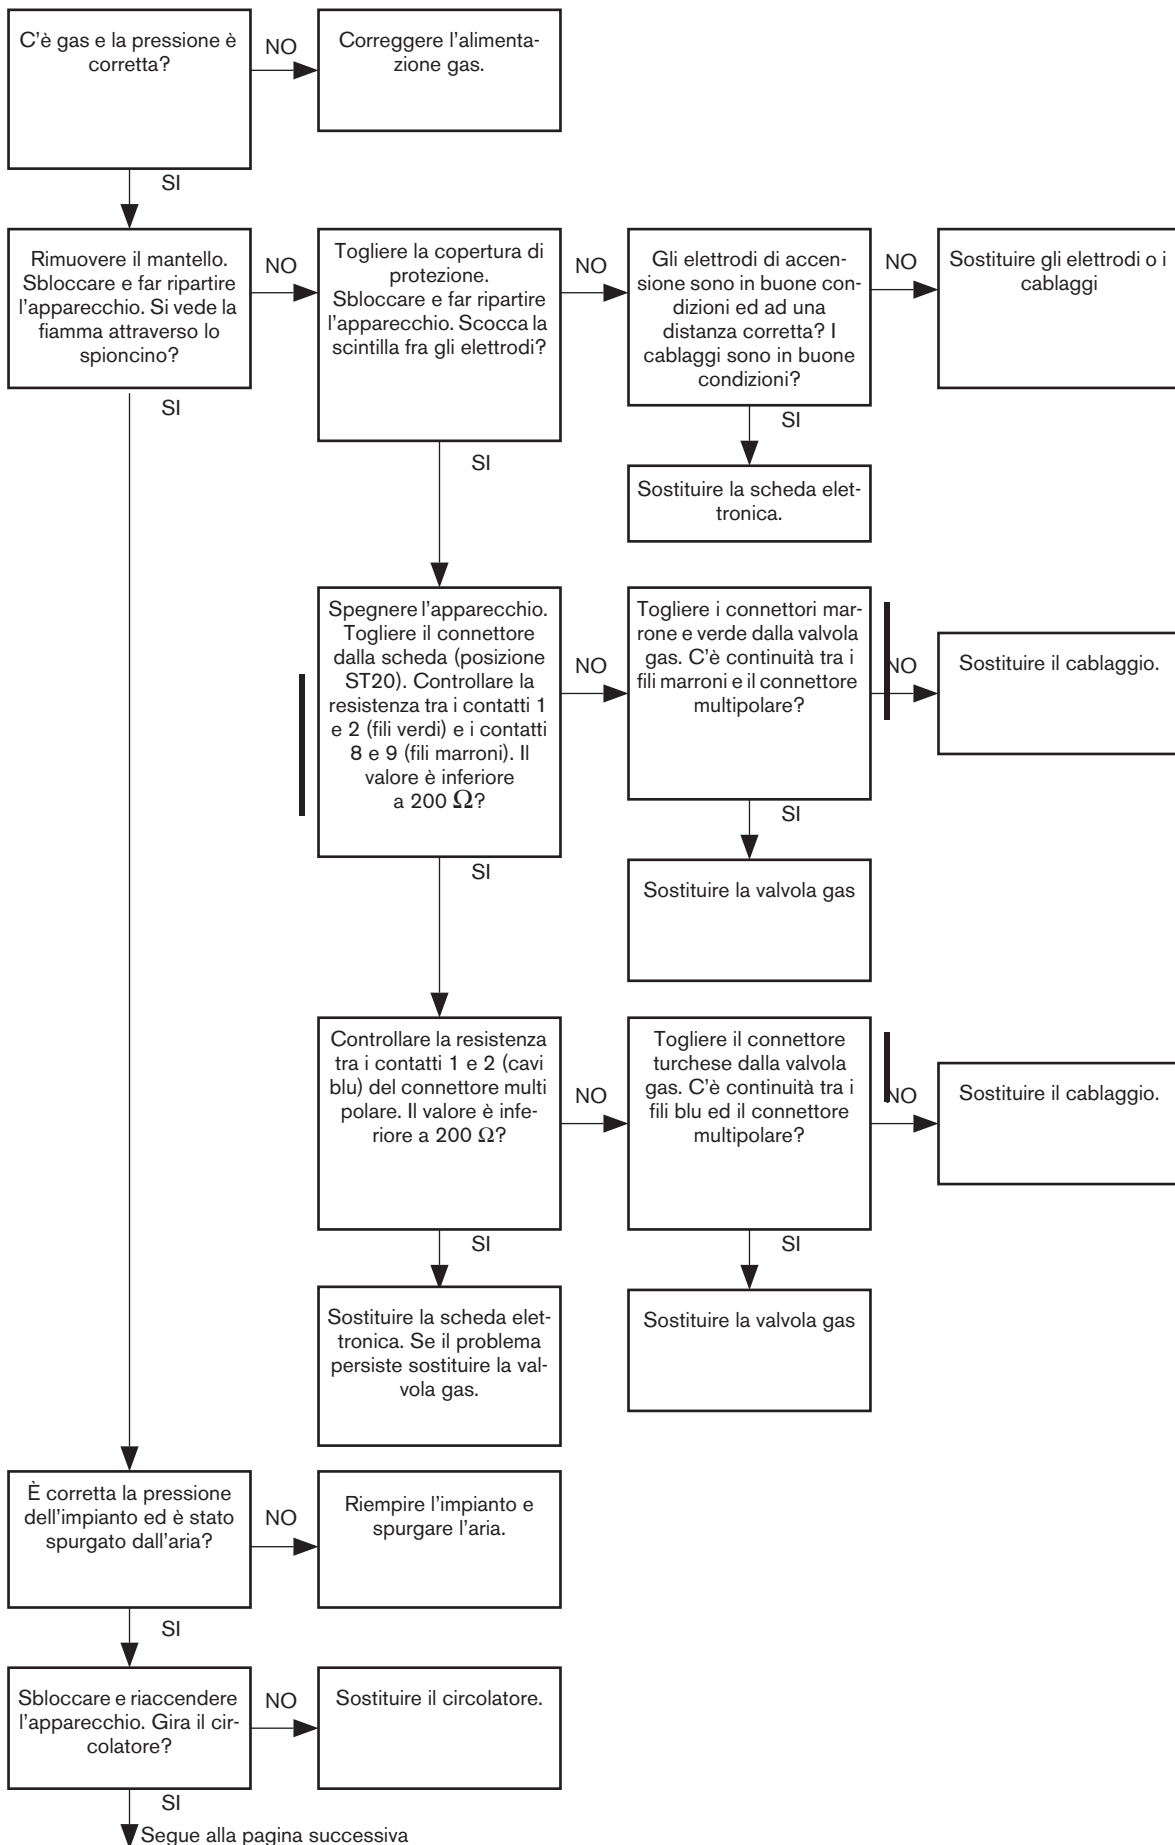 C'è gas e la pressione è
corretta?
NO
Correggere l'alimenta-
zione gas.
SI
Rimuovere il mantello.
Sbloccare e far ripartire
l'apparecchio. Si vede la
fiamma attraverso lo
spioncino?
NO
Togliere la copertura di
protezione.
Sbloccare e far ripartire
l'apparecchio. Scocca la
scintilla fra gli elettrodi?
NO
Gli elettrodi di accen-
sione sono in buone con-
dizioni ed ad una
distanza corretta? I
cablaggi sono in buone
condizioni?
NO
Sostituire gli elettrodi o i
cablaggi
SI
SI
SI
Sostituire la scheda elet-
tronica.
Spegnere l'apparecchio.
Togliere il connettore
dalla scheda (posizione
ST20). Controllare la
resistenza tra i contatti 1
e 2 (fili verdi) e i contatti
8 e 9 (fili marroni). Il
valore è inferiore
a 200 Ω?
NO
Togliere i connettori mar-
rone e verde dalla valvola
gas. C'è continuità tra i
fili marroni e il connettore
multipolare?
NO
Sostituire il cablaggio.
SI
SI
Sostituire la valvola gas
Controllare la resistenza
tra i contatti 1 e 2 (cavi
blu) del connettore multi
polare. Il valore è infe-
riore a 200 Ω?
NO
Togliere il connettore
turchese dalla valvola
gas. C'è continuità tra i
fili blu ed il connettore
multipolare?
NO
Sostituire il cablaggio.
SI
SI
Sostituire la scheda elet-
tronica. Se il problema
persiste sostituire la val-
vola gas.
Sostituire la valvola gas
È corretta la pressione
dell'impianto ed è stato
spurgato dall'aria?
NO
Riempire l'impianto e
spurgare l'aria.
SI
Sbloccare e riaccendere
l'apparecchio. Gira il cir-
colatore?
NO
Sostituire il circolatore.
SI
Segue alla pagina successiva